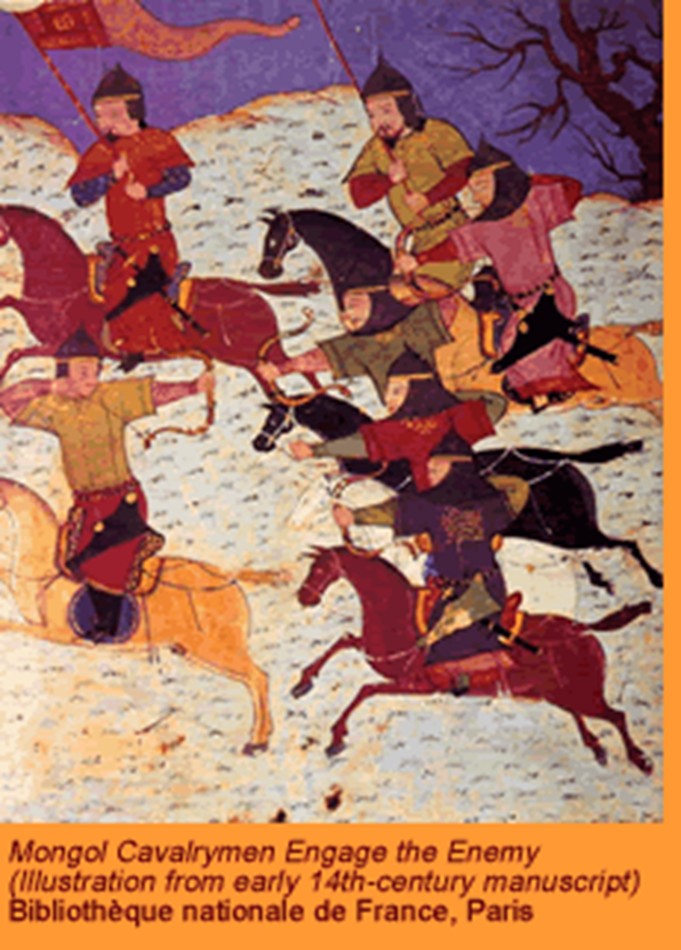 Mongol Cavalrymen Engage the Enemy
(Illustration from early 14th-century manuscript)
Bibliothèque nationale de France, Paris